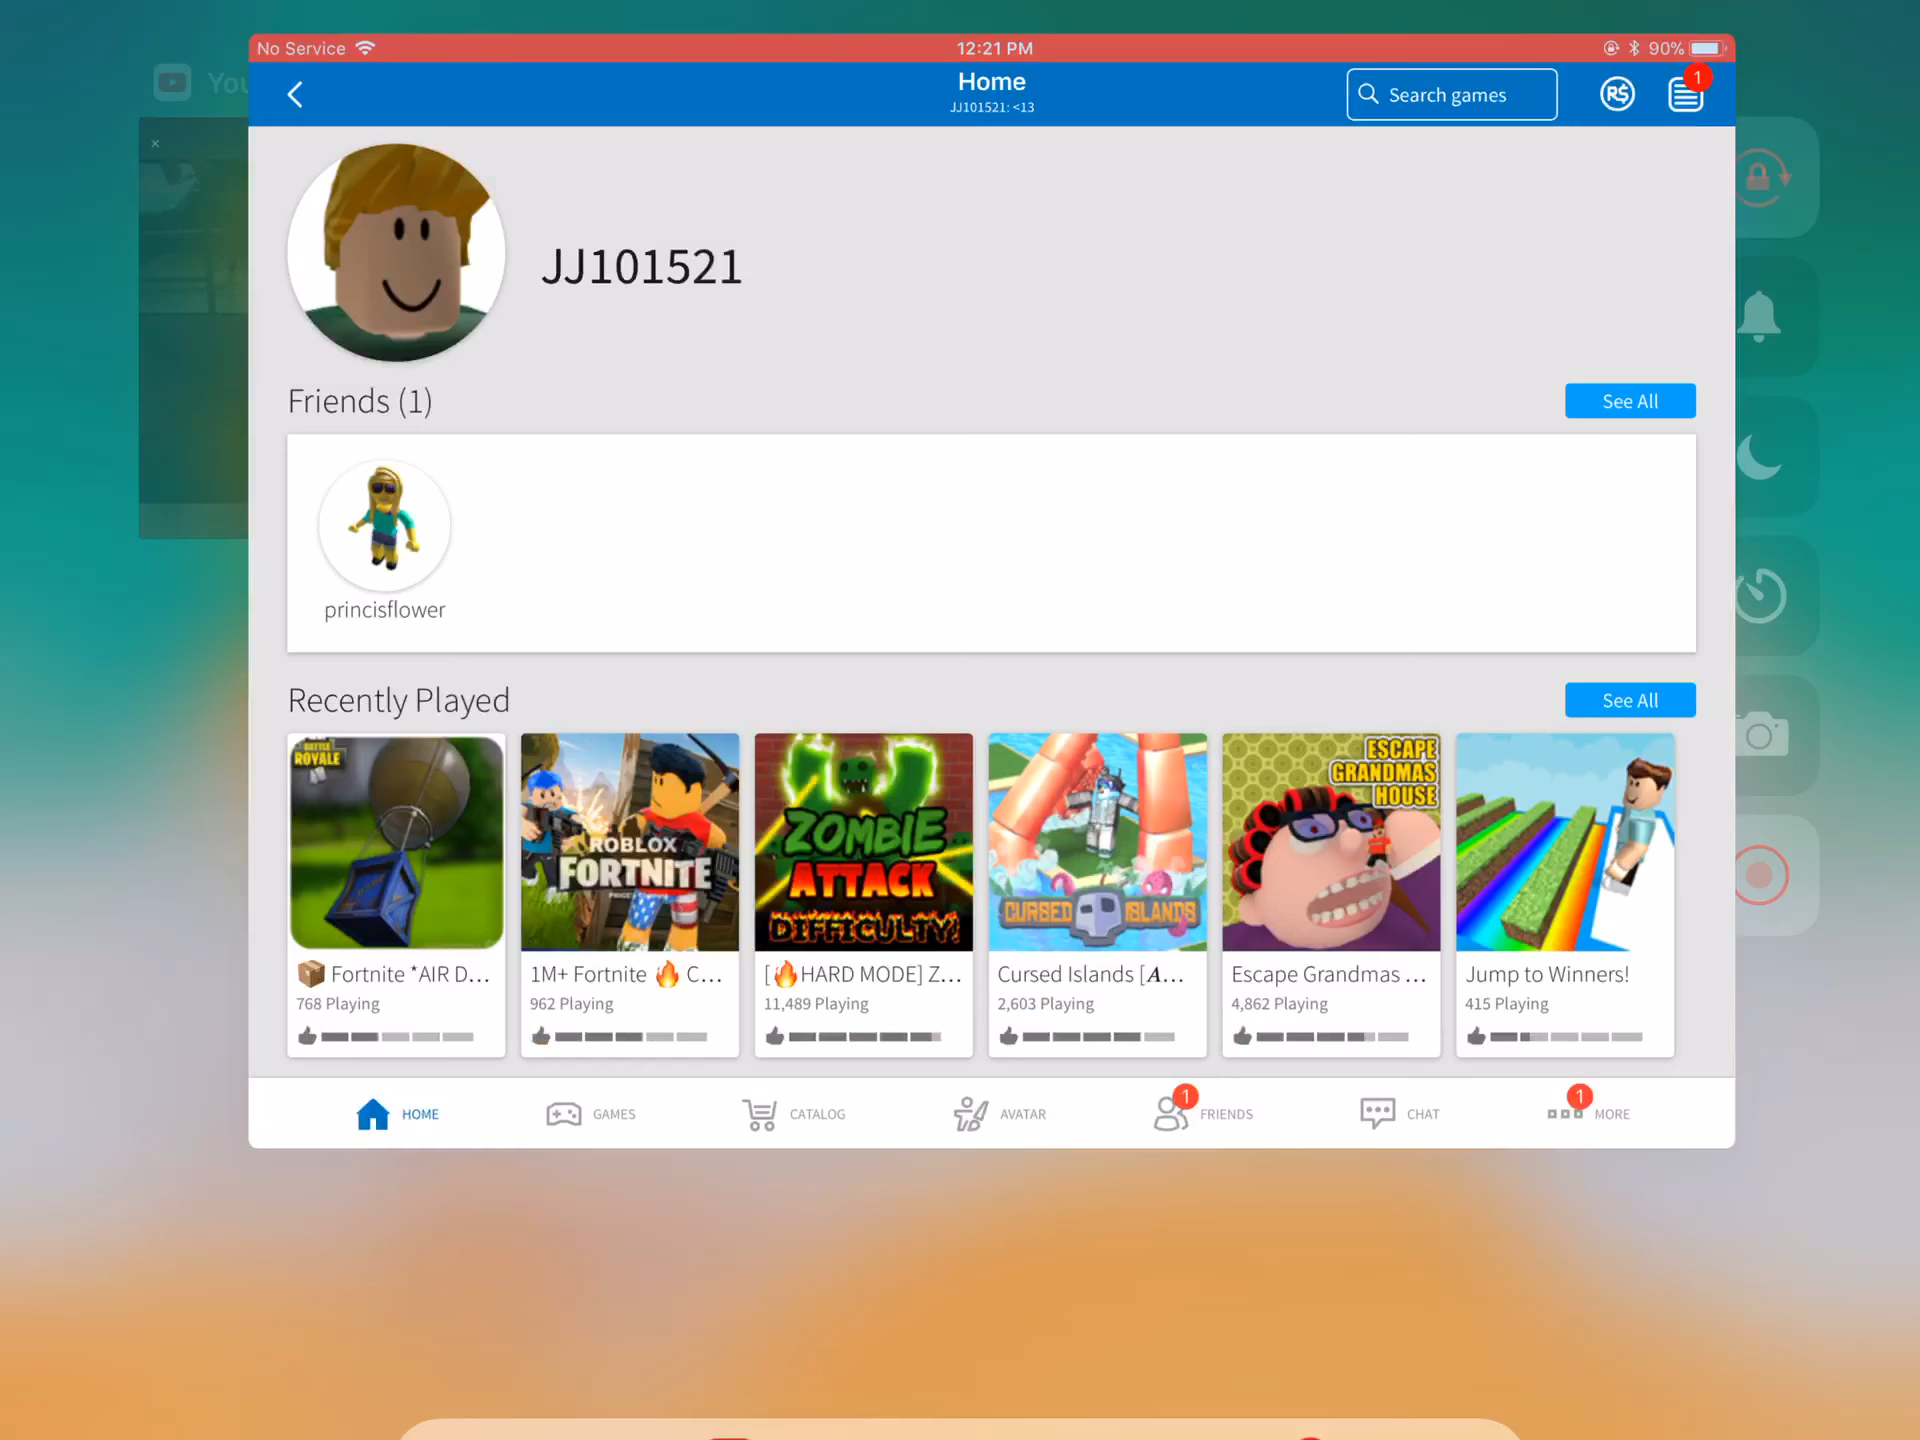 No Service
12:21 PM
90%
You
Home
JJ101521: <13
Search games
R$
1
JJ101521
Friends (1)
See All
princisflower
Recently Played
See All
BATTLE
ROYALE
ROBLOX
FORTNITE
ZOMBIE
ATTACK
DIFFICULTY!
CURSED ISLANDS
ESCAPE
GRANDMAS
HOUSE
📦 Fortnite *AIR D...
768 Playing
1M+ Fortnite 🔥 C...
962 Playing
[🔥HARD MODE] Z...
11,489 Playing
Cursed Islands [A...
2,603 Playing
Escape Grandmas ...
4,862 Playing
Jump to Winners!
415 Playing
HOME
GAMES
CATALOG
AVATAR
1
FRIENDS
CHAT
1
MORE